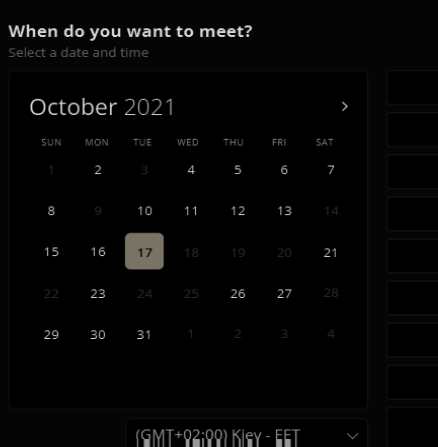 When do you want to meet?
Select a date and time
October 2021
SUN MON TUE WED THU FRI SAT
1 2 3 4 5 6 7
8 9 10 11 12 13 14
15 16 17 18 19 20 21
22 23 24 25 26 27 28
29 30 31 1 2 3 4
(GMT+02:00) Kiev - EET